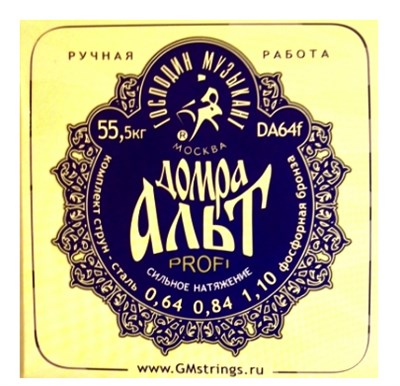 РУЧНАЯ РАБОТА
ГОСПОДИН МУЗЫКАНТ
55,5кг
DA64f
®
МОСКВА
ДОМРА
АЛЬТ
PROFI
СИЛЬНОЕ НАТЯЖЕНИЕ
комплект струн - сталь 0,64 0,84 1,10 фосфорная бронза
www.GMstrings.ru